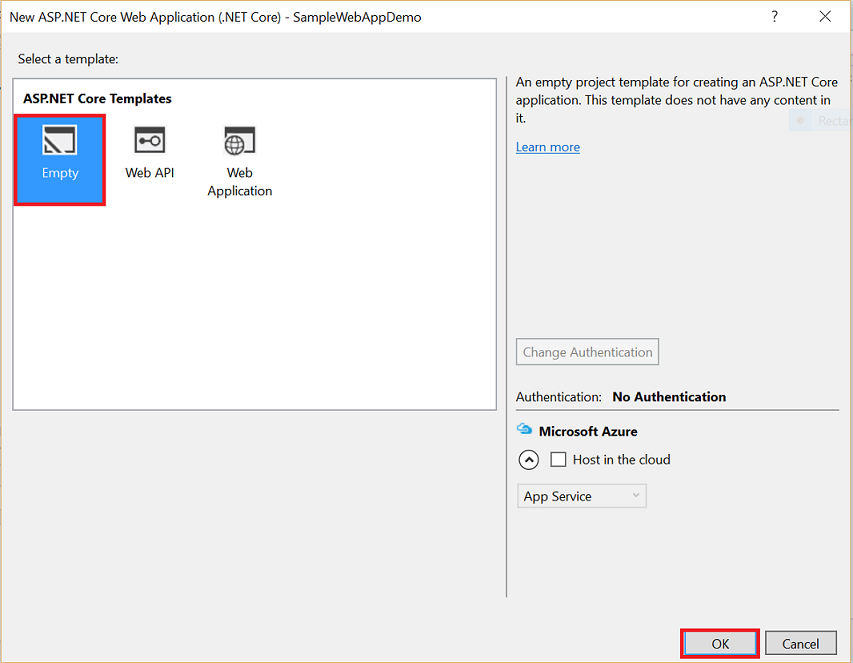 New ASP.NET Core Web Application (.NET Core) - SampleWebAppDemo
?
Select a template:
ASP.NET Core Templates
Empty
Web API
Web
Application
An empty project template for creating an ASP.NET Core
application. This template does not have any content in
it.
Learn more
Change Authentication
Authentication: No Authentication
Microsoft Azure
Host in the cloud
App Service
OK
Cancel